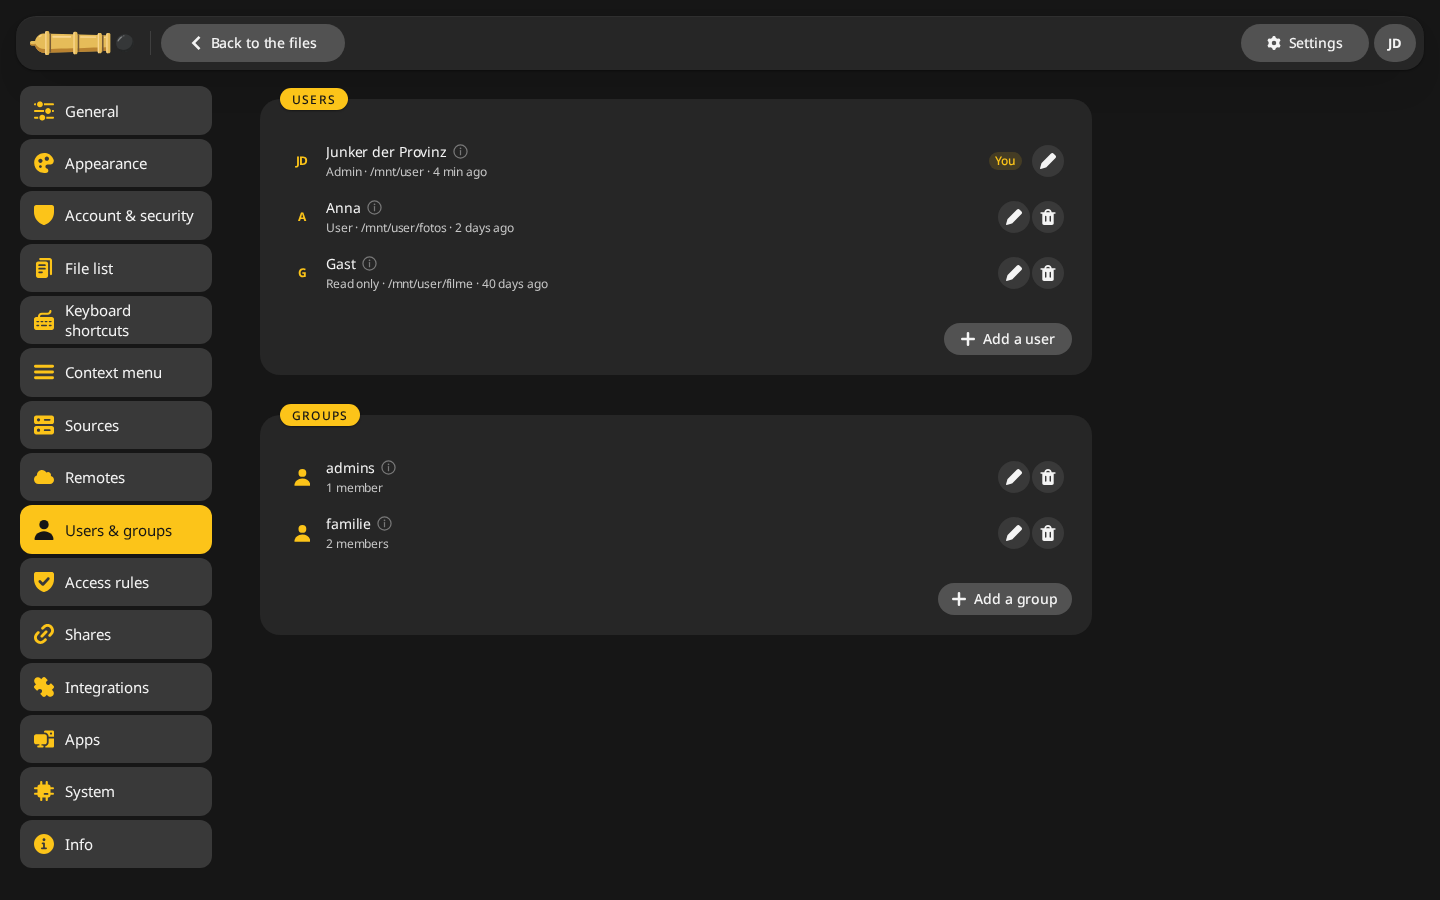 Back to the files
Settings
JD
General
Appearance
Account & security
File list
Keyboard
shortcuts
Context menu
Sources
Remotes
Users & groups
Access rules
Shares
Integrations
Apps
System
Info
USERS
JD
Junker der Provinz
Admin · /mnt/user · 4 min ago
You
A
Anna
User · /mnt/user/fotos · 2 days ago
G
Gast
Read only · /mnt/user/filme · 40 days ago
Add a user
GROUPS
admins
1 member
familie
2 members
Add a group